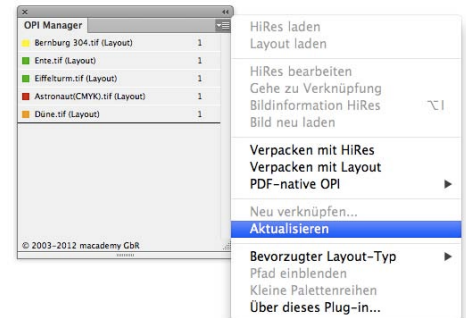 OPI Manager
Bernburg 304.tif (Layout) 1
Ente.tif (Layout) 1
Eiffelturm.tif (Layout) 1
Astronaut(CMYK).tif (Layout) 1
Düne.tif (Layout) 1
© 2003-2012 macademy GbR
HiRes laden
Layout laden
HiRes bearbeiten
Gehe zu Verknüpfung
Bildinformation HiRes ⌥I
Bild neu laden
Verpacken mit HiRes
Verpacken mit Layout
PDF-native OPI
Neu verknüpfen...
Aktualisieren
Bevorzugter Layout-Typ
Pfad einblenden
Kleine Palettenreihen
Über dieses Plug-in...